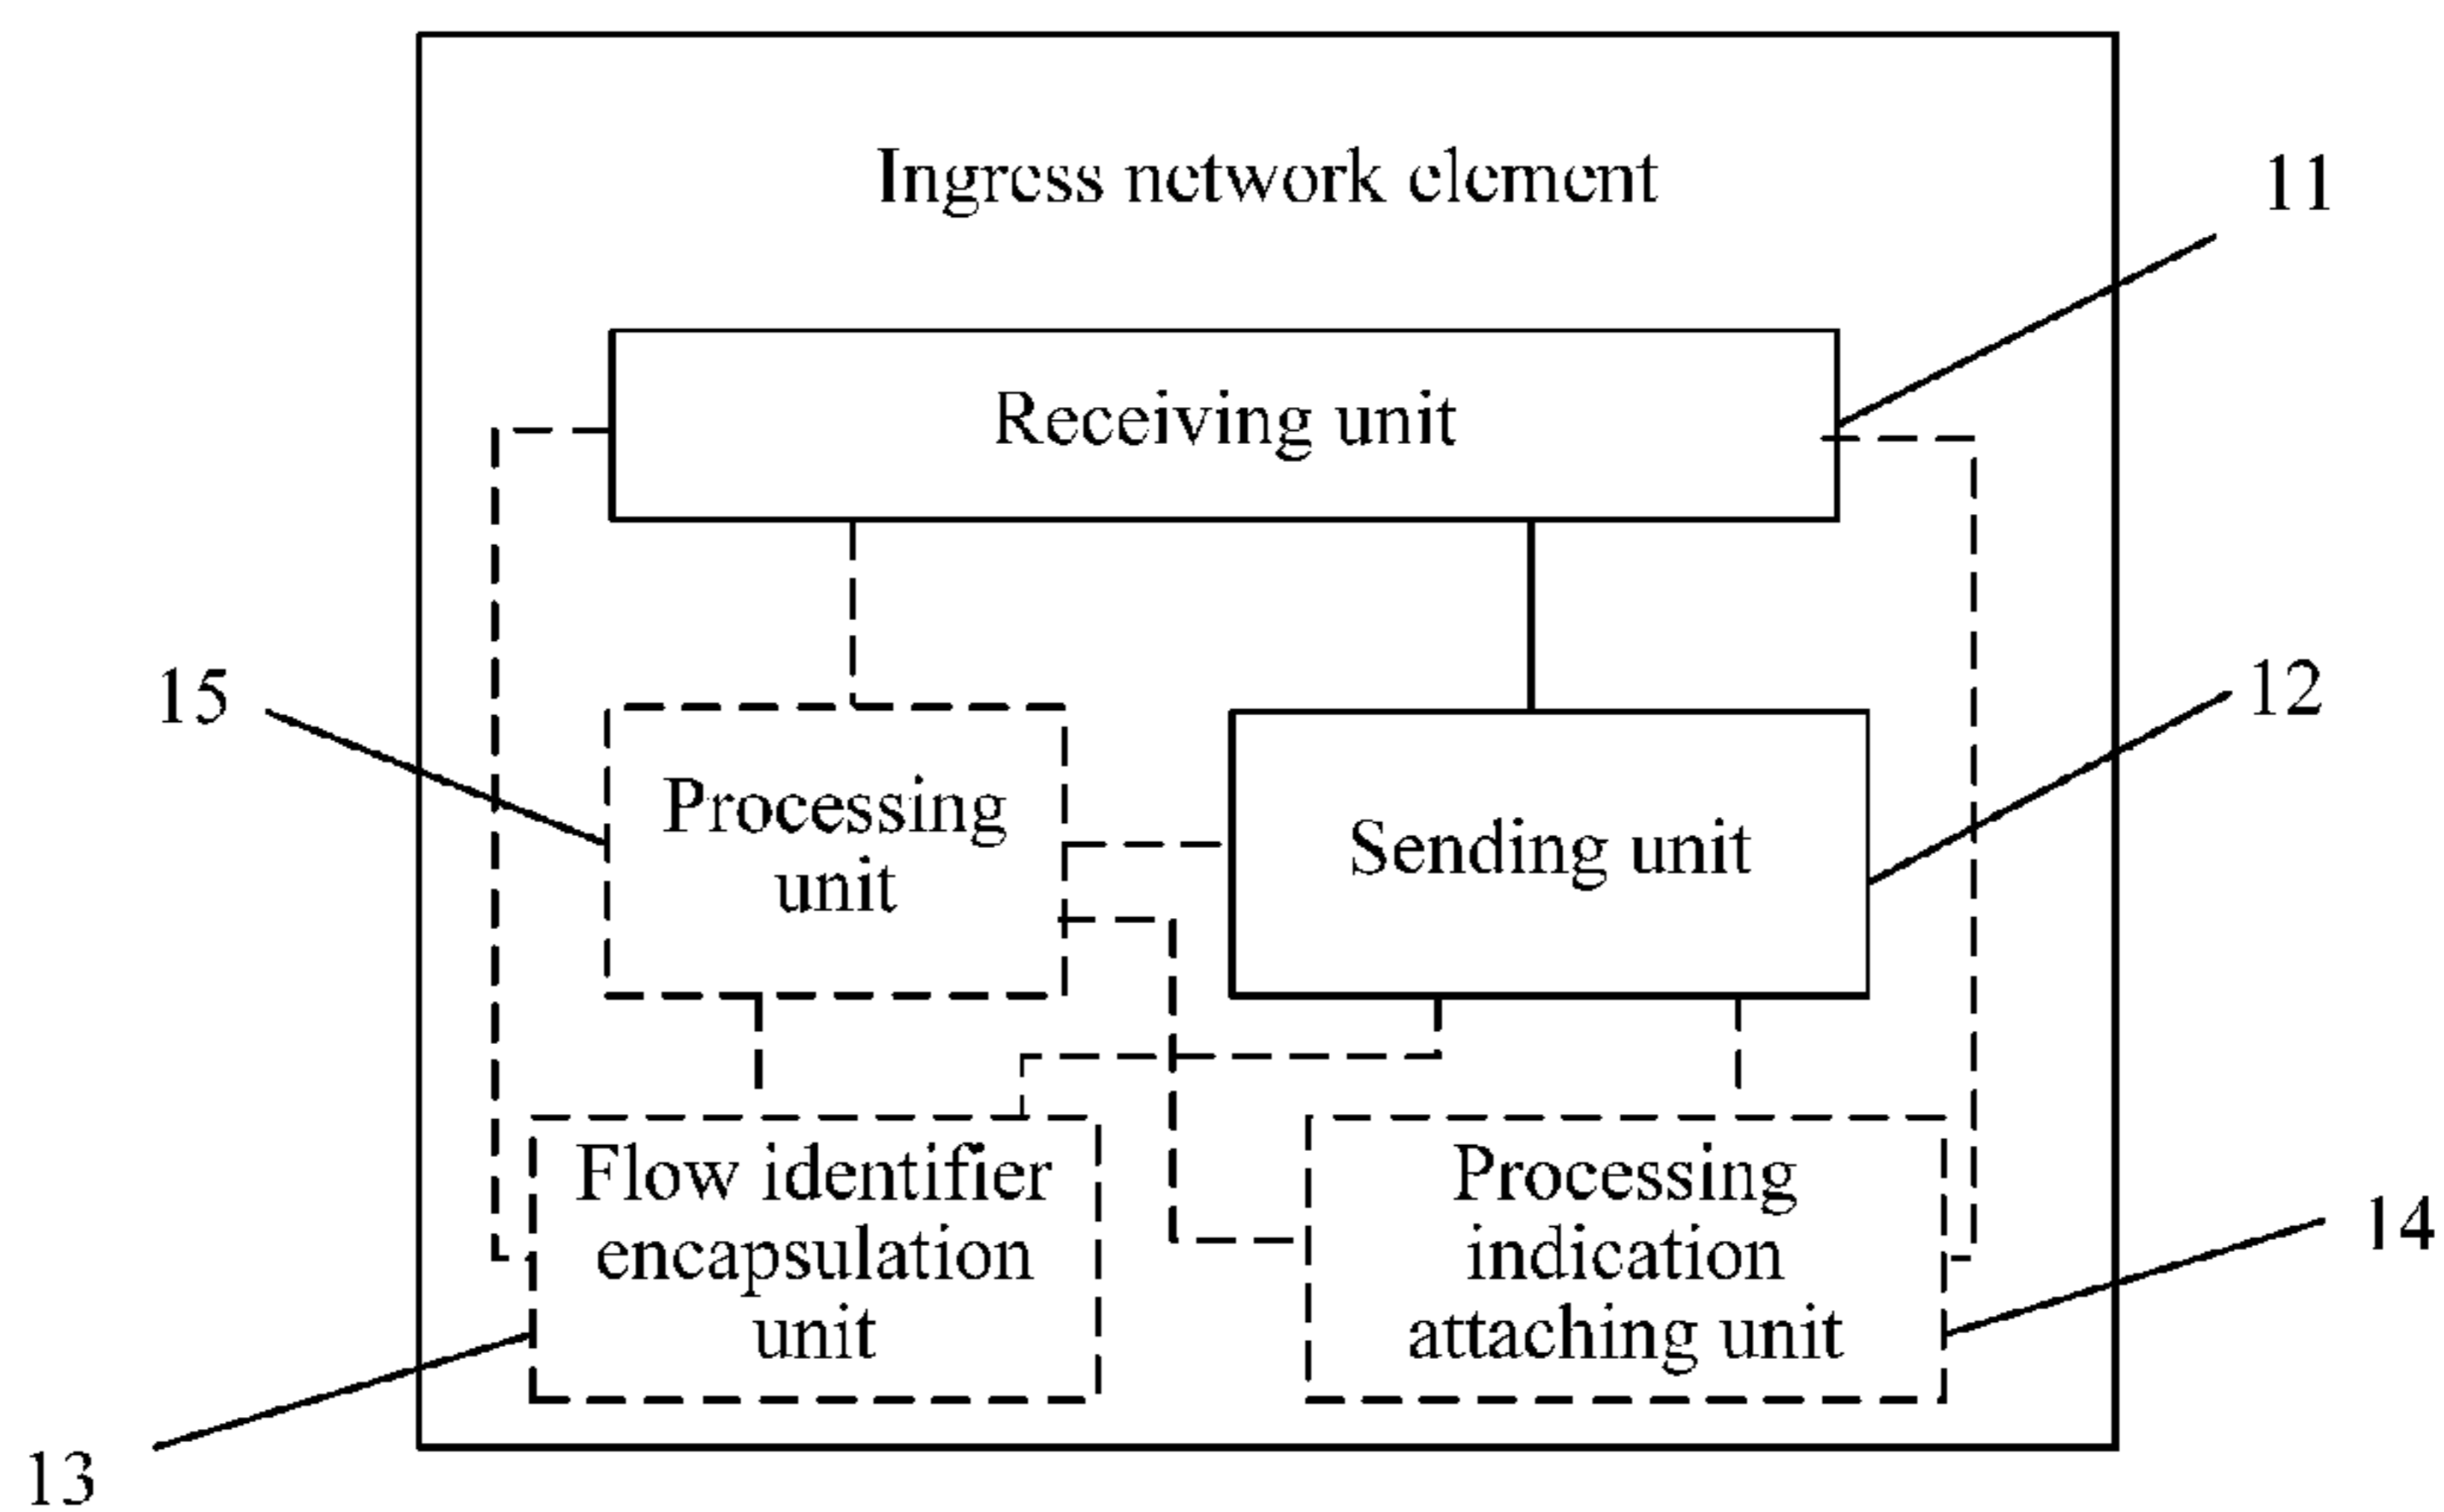 Ingress network element
11
Receiving unit
15
12
Processing
unit
Sending unit
Flow identifier
encapsulation
unit
Processing
indication
attaching unit
14
13